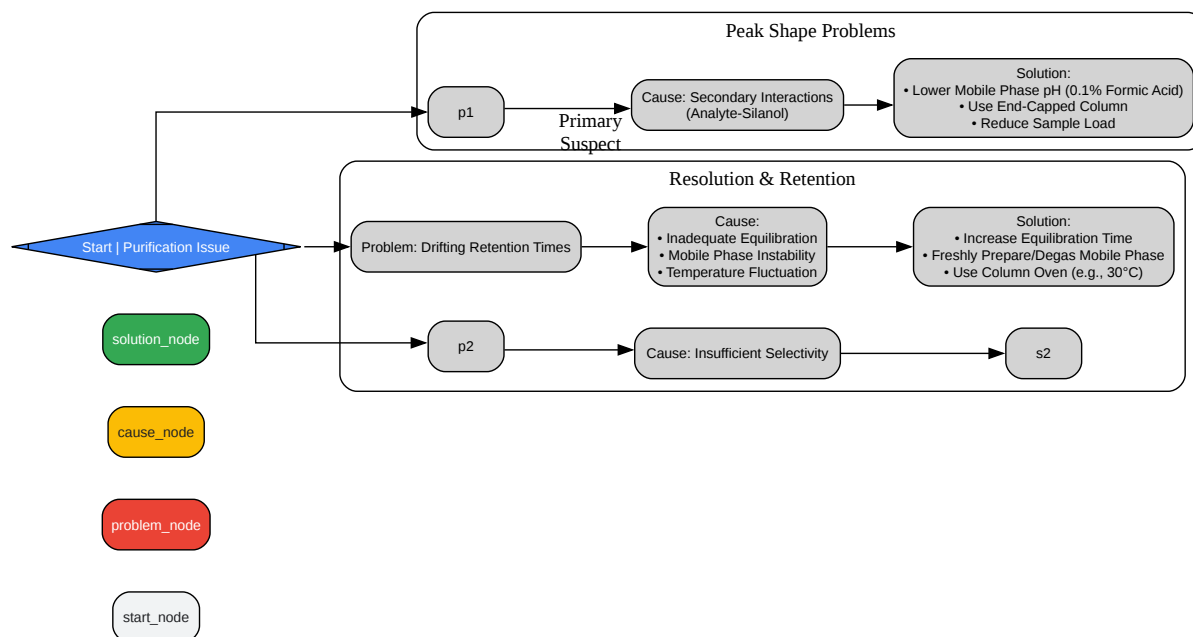 Peak Shape Problems
p1
Primary
Suspect
Cause: Secondary Interactions
(Analyte-Silanol)
Solution:
• Lower Mobile Phase pH (0.1% Formic Acid)
• Use End-Capped Column
• Reduce Sample Load
Resolution & Retention
Start | Purification Issue
Problem: Drifting Retention Times
Cause:
• Inadequate Equilibration
• Mobile Phase Instability
• Temperature Fluctuation
Solution:
• Increase Equilibration Time
• Freshly Prepare/Degas Mobile Phase
• Use Column Oven (e.g., 30°C)
p2
Cause: Insufficient Selectivity
s2
solution_node
cause_node
problem_node
start_node